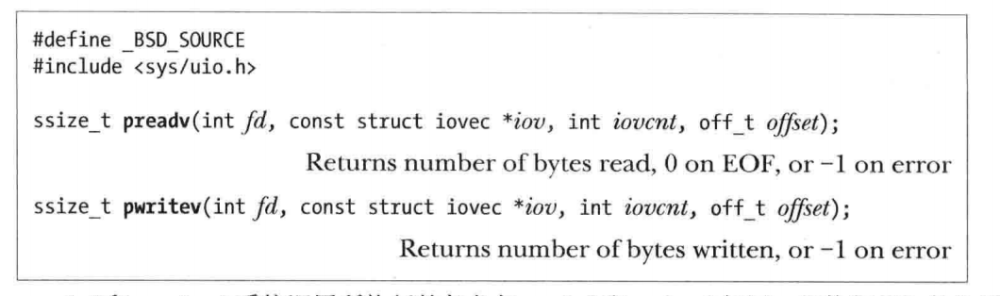 #define _BSD_SOURCE
#include <sys/uio.h>
ssize_t preadv(int fd, const struct iovec *iov, int iovcnt, off_t offset);
Returns number of bytes read, 0 on EOF, or −1 on error
ssize_t pwritev(int fd, const struct iovec *iov, int iovcnt, off_t offset);
Returns number of bytes written, or −1 on error